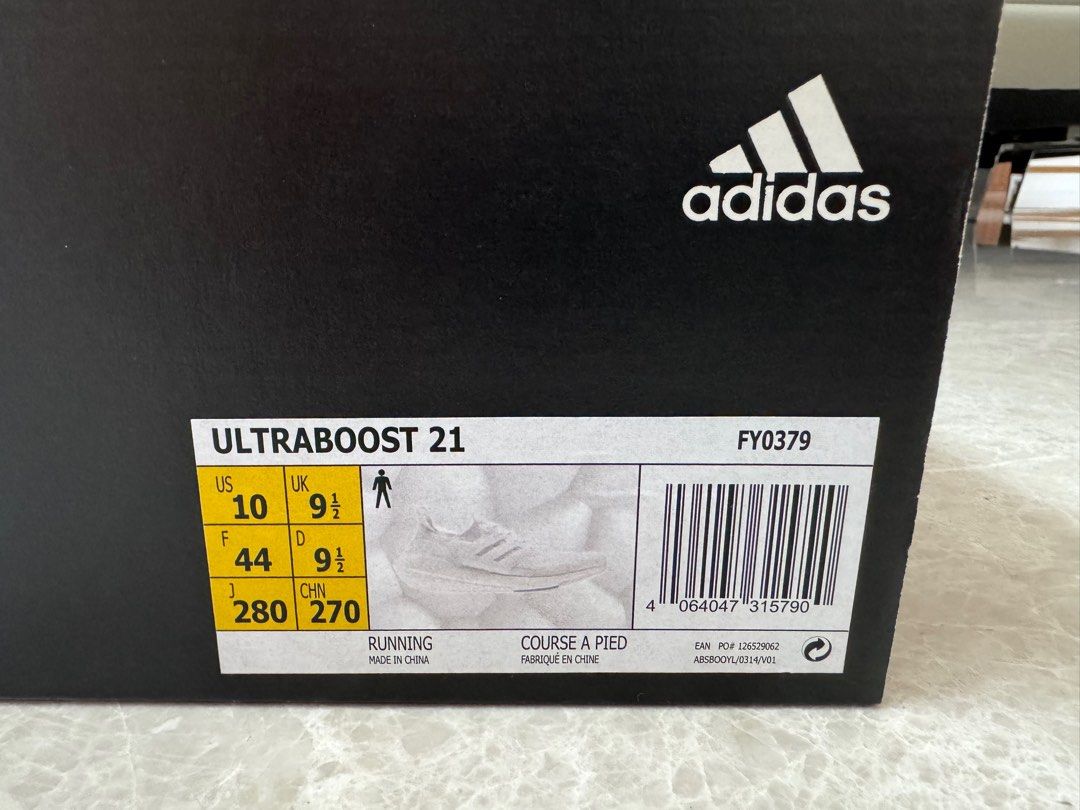 adidas
ULTRABOOST 21 FY0379
US 10 UK 9½
F 44 D 9½
J 280 CHN 270
4 064047 315790
RUNNING COURSE A PIED
MADE IN CHINA FABRIQUÉ EN CHINE
EAN PO# 126529062
ABSBOOYL/0314/V01